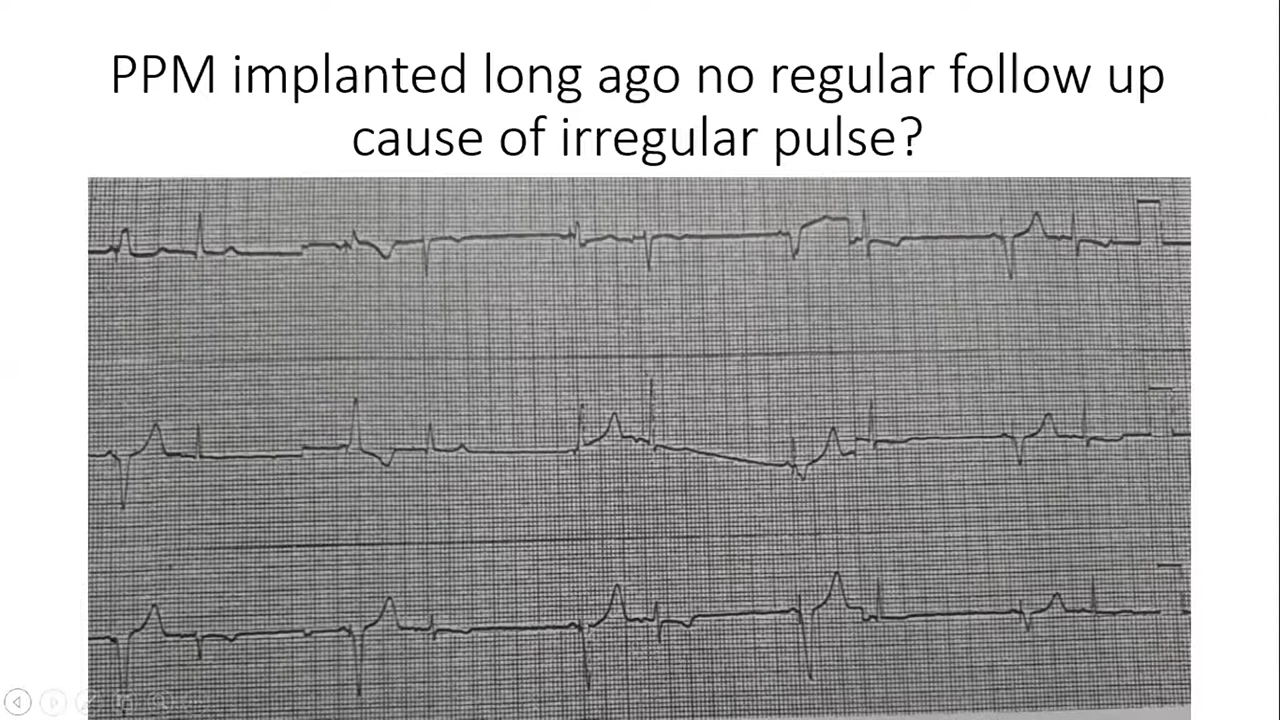 PPM implanted long ago no regular follow up
cause of irregular pulse?